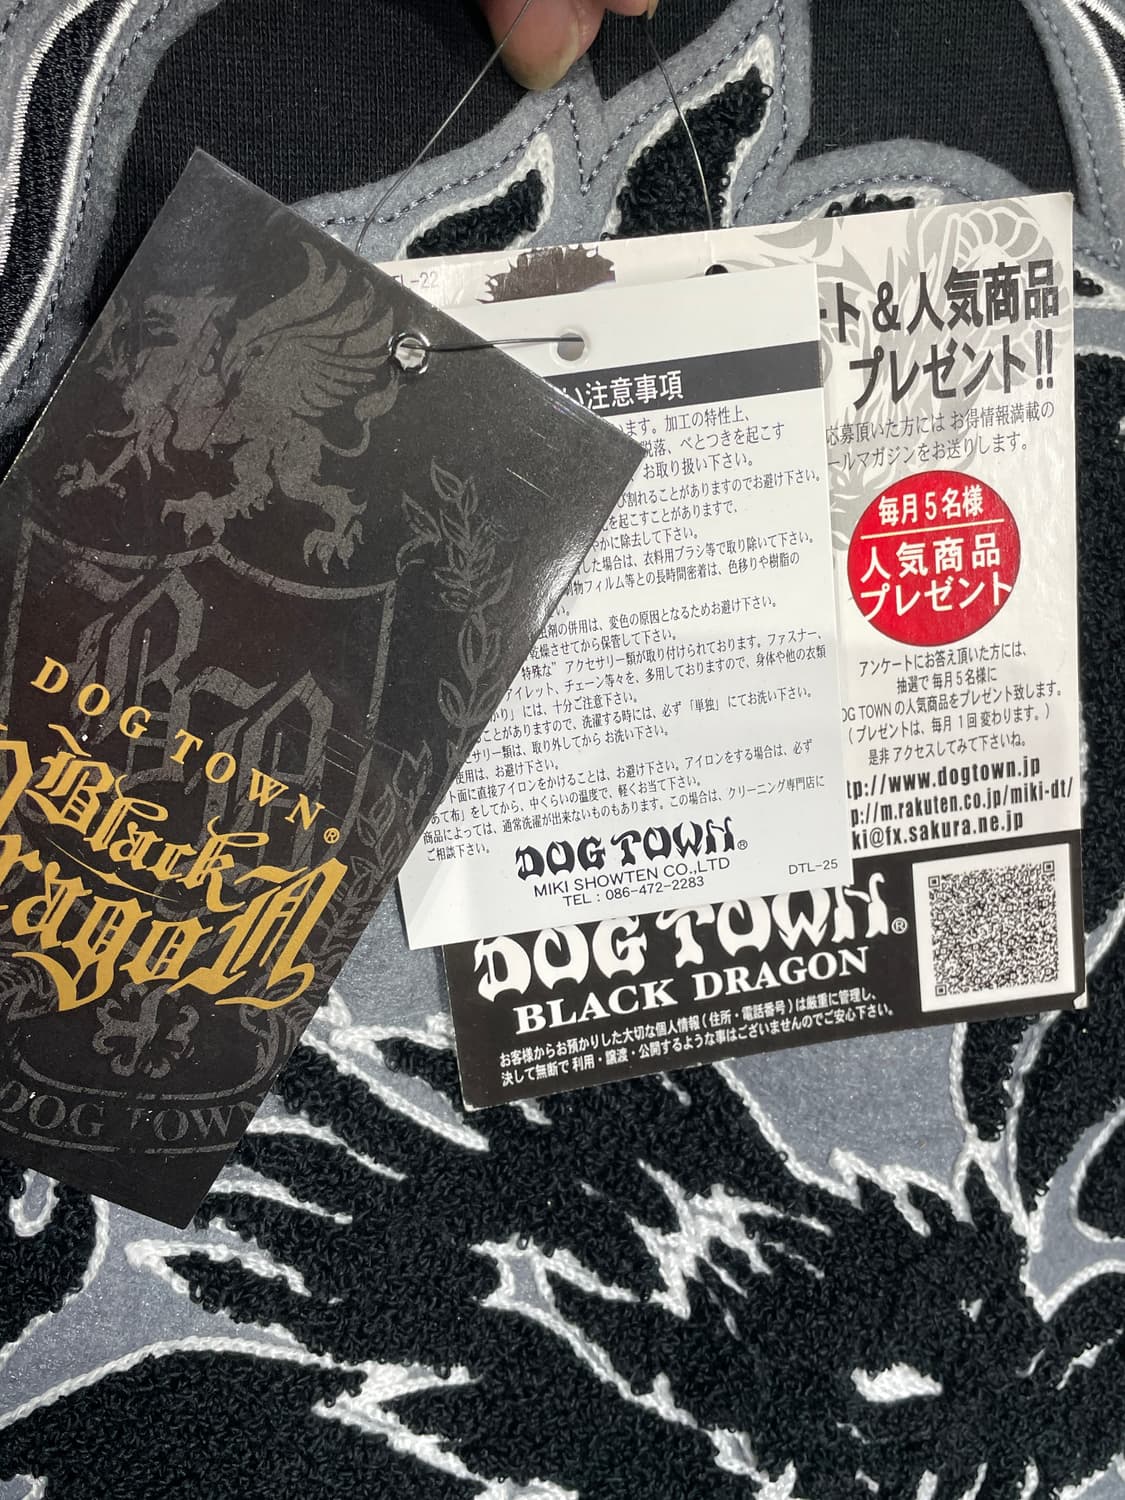 DOG TOWN®
Black
Dragon
DOG TOWN
TL-22
い注意事項
います。加工の特性上、
脱落、べとつきを起こす
お取り扱い下さい。
び割れることがありますのでお避け下さい。
を起こすことがありますで、
やかに除去して下さい。
した場合は、衣料用ブラシ等で取り除いて下さい。
物フィルム等との長時間密着は、色移りや樹脂の
い。
虫剤の併用は、変色の原因となるためお避け下さい。
乾燥させてから保管して下さい。
特殊な”アクセサリー類が取り付けられております。ファスナー、
アイレット、チェーン等々を、多用しておりますので、身体や他の衣類
かり」には、十分ご注意下さい。
ことがありますので、洗濯する時には、必ず「単独」にてお洗い下さい。
セサリー類は、取り外してから お洗い下さい。
使用は、お避け下さい。
ト面に直接アイロンをかけることは、お避け下さい。アイロンをする場合は、必ず
あて布」をしてから、中くらいの温度で、軽くお当て下さい。
商品によっては、通常洗濯が出来ないものもあります。この場合は、クリーニング専門店に
ご相談下さい。
DOG TOWN®
MIKI SHOWTEN CO.,LTD
TEL：086-472-2283
DTL-25
ート＆人気商品
プレゼント!!
応募頂いた方には お得情報満載の
ールマガジンをお送りします。
毎月5名様
人気商品
プレゼント
アンケートにお答え頂いた方には、
抽選で 毎月5名様に
OG TOWN の人気商品をプレゼント致します。
（プレゼントは、毎月1回変わります。）
是非 アクセスしてみて下さいね。
tp://www.dogtown.jp
p://m.rakuten.co.jp/miki-dt/
ki@fx.sakura.ne.jp
DOG TOWN®
BLACK DRAGON
お客様からお預かりした大切な個人情報（住所・電話番号）は厳重に管理し、
決して無断で 利用・譲渡・公開するような事はございませんのでご安心下さい。